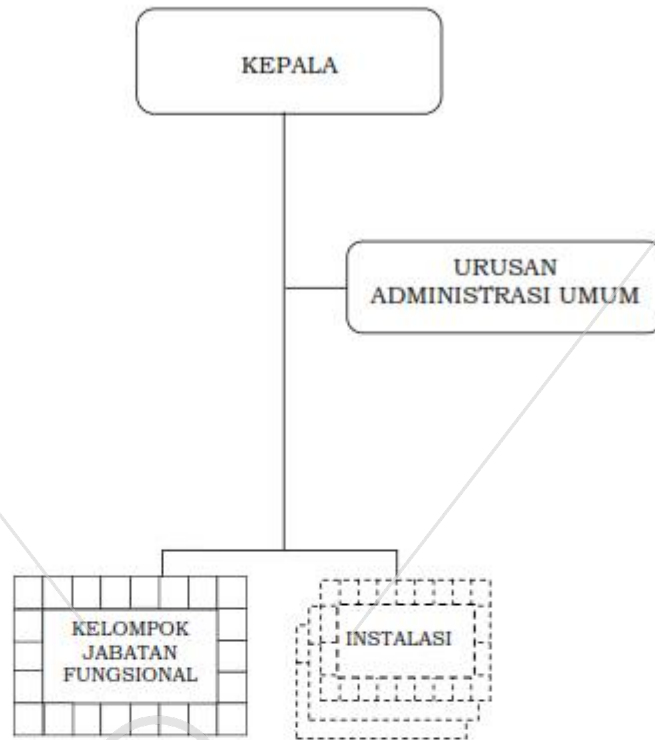 KEPALA
URUSAN
ADMINISTRASI UMUM
KELOMPOK
JABATAN
FUNGSIONAL
INSTALASI